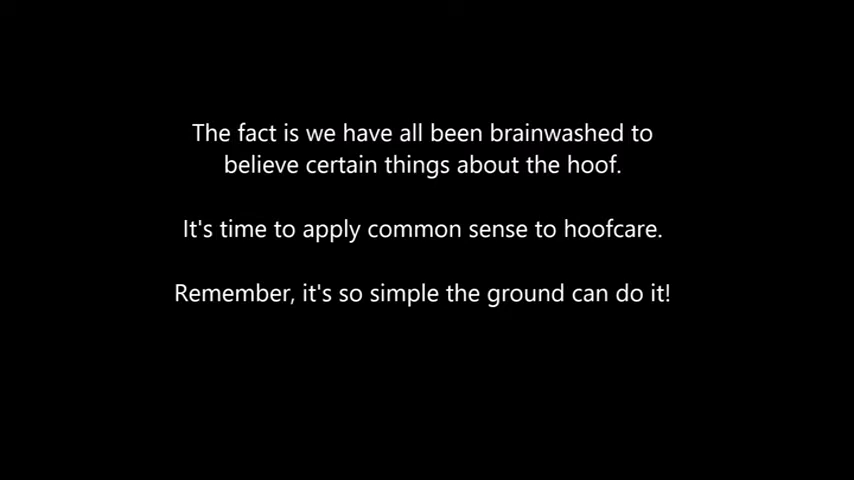 The fact is we have all been brainwashed to
believe certain things about the hoof.
It's time to apply common sense to hoofcare.
Remember, it's so simple the ground can do it!